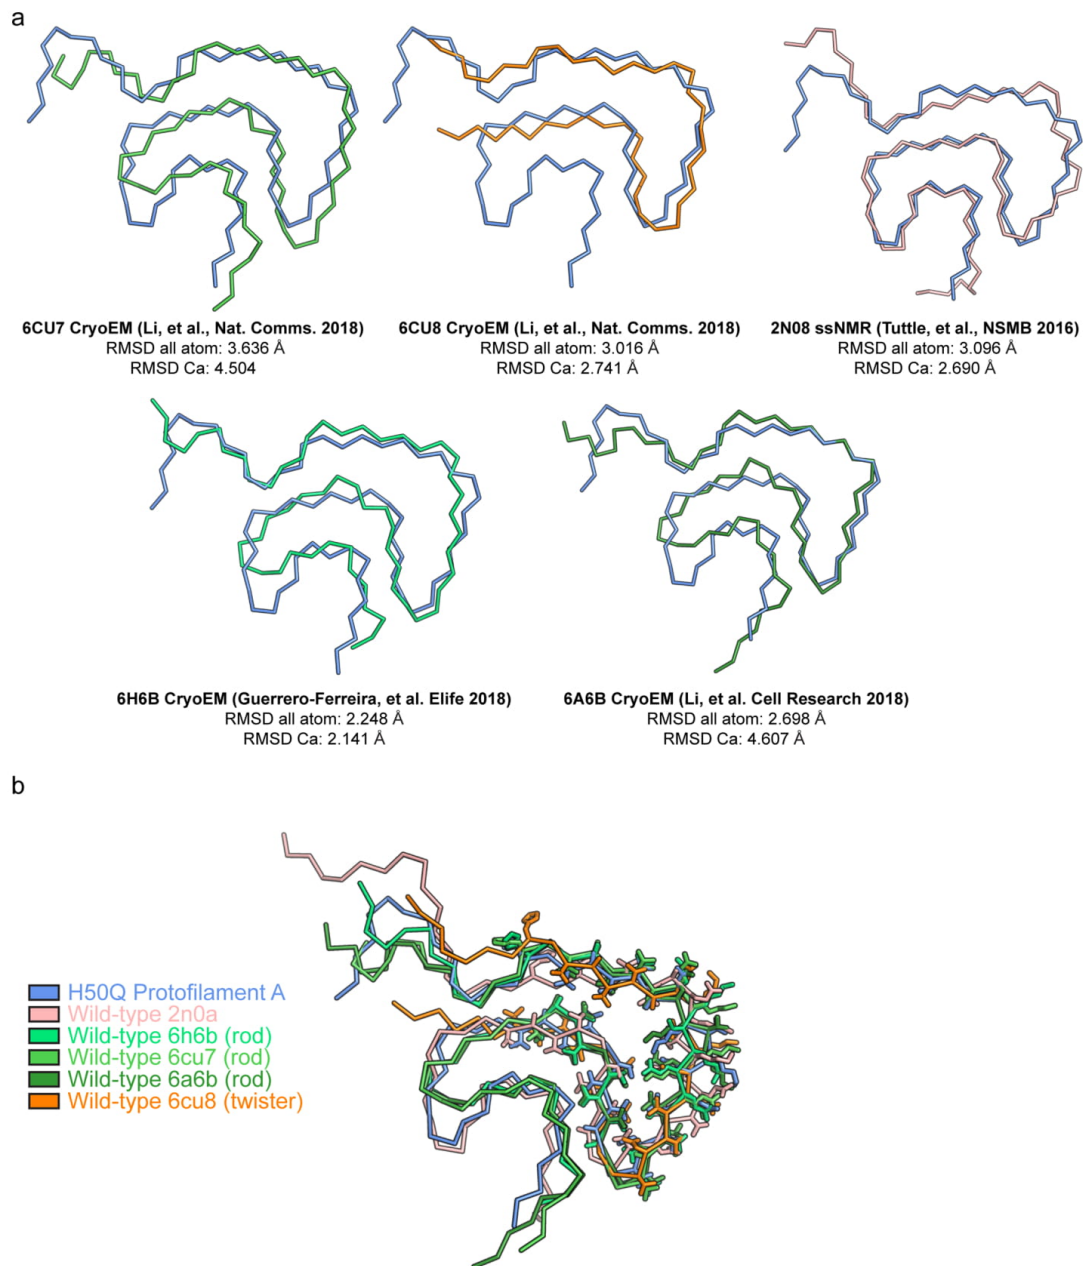 a
6CU7 CryoEM (Li, et al., Nat. Comms. 2018)
RMSD all atom: 3.636 Å
RMSD Ca: 4.504
6CU8 CryoEM (Li, et al., Nat. Comms. 2018)
RMSD all atom: 3.016 Å
RMSD Ca: 2.741 Å
2N08 ssNMR (Tuttle, et al., NSMB 2016)
RMSD all atom: 3.096 Å
RMSD Ca: 2.690 Å
6H6B CryoEM (Guerrero-Ferreira, et al. Elife 2018)
RMSD all atom: 2.248 Å
RMSD Ca: 2.141 Å
6A6B CryoEM (Li, et al. Cell Research 2018)
RMSD all atom: 2.698 Å
RMSD Ca: 4.607 Å
b
H50Q Protofilament A
Wild-type 2n0a
Wild-type 6h6b (rod)
Wild-type 6cu7 (rod)
Wild-type 6a6b (rod)
Wild-type 6cu8 (twister)